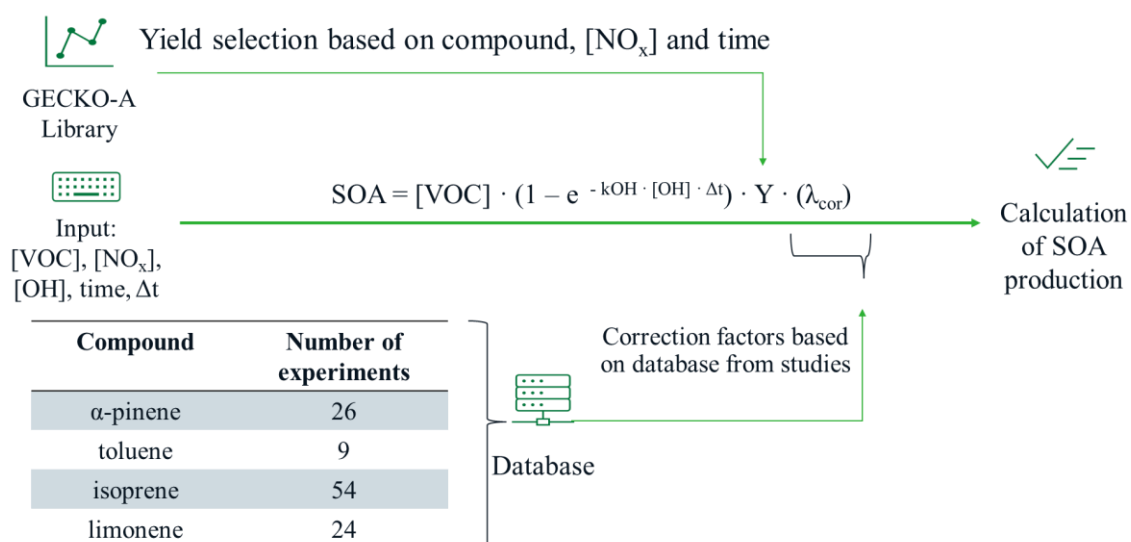 Yield selection based on compound, [NOₓ] and time
GECKO-A
Library
SOA = [VOC] · (1 – e ⁻ ᵏᴼᴴ · [ᴼᴴ] · ᐃᵗ) · Y · (λcor)
Input:
[VOC], [NOₓ],
[OH], time, Δt
Calculation
of SOA
production
Correction factors based
on database from studies
Compound Number of
experiments
α-pinene 26
toluene 9
isoprene 54
limonene 24
Database